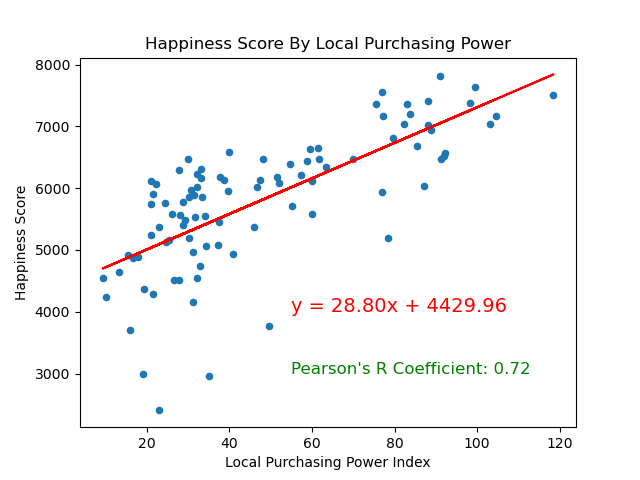 Happiness Score By Local Purchasing Power
8000
7000
6000
5000
4000
3000
Happiness Score
y = 28.80x + 4429.96
Pearson's R Coefficient: 0.72
20 40 60 80 100 120
Local Purchasing Power Index